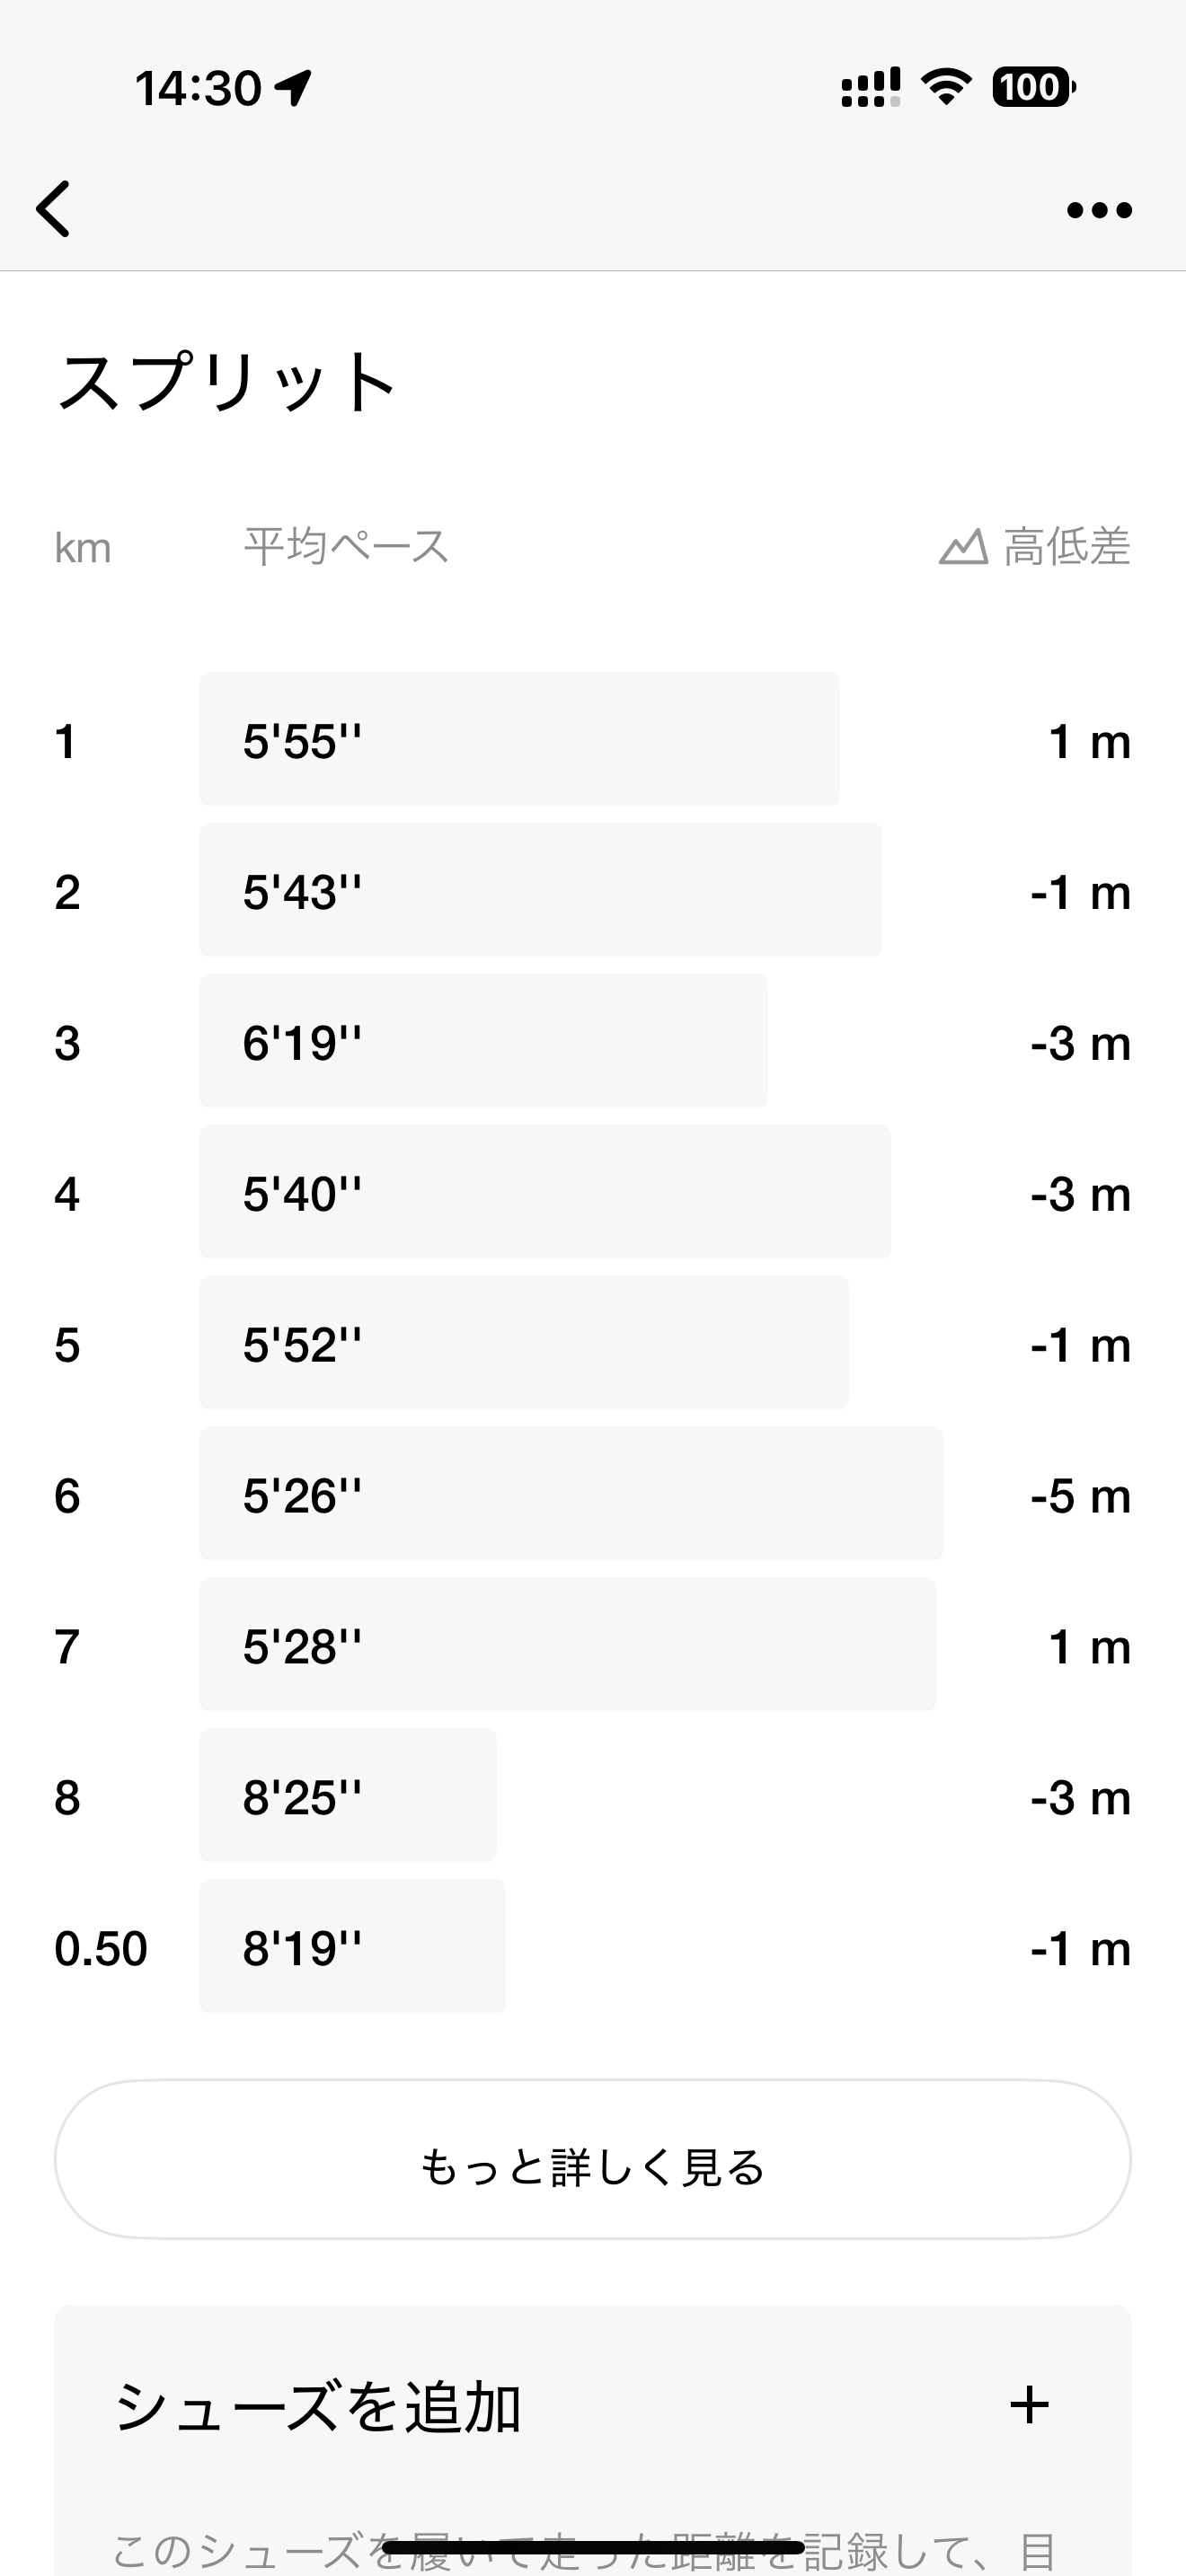 14:30 100
スプリット
km 平均ペース 高低差
1 5'55'' 1 m
2 5'43'' -1 m
3 6'19'' -3 m
4 5'40'' -3 m
5 5'52'' -1 m
6 5'26'' -5 m
7 5'28'' 1 m
8 8'25'' -3 m
0.50 8'19'' -1 m
もっと詳しく見る
シューズを追加 +
このシューズを履いて走った距離を記録して、目